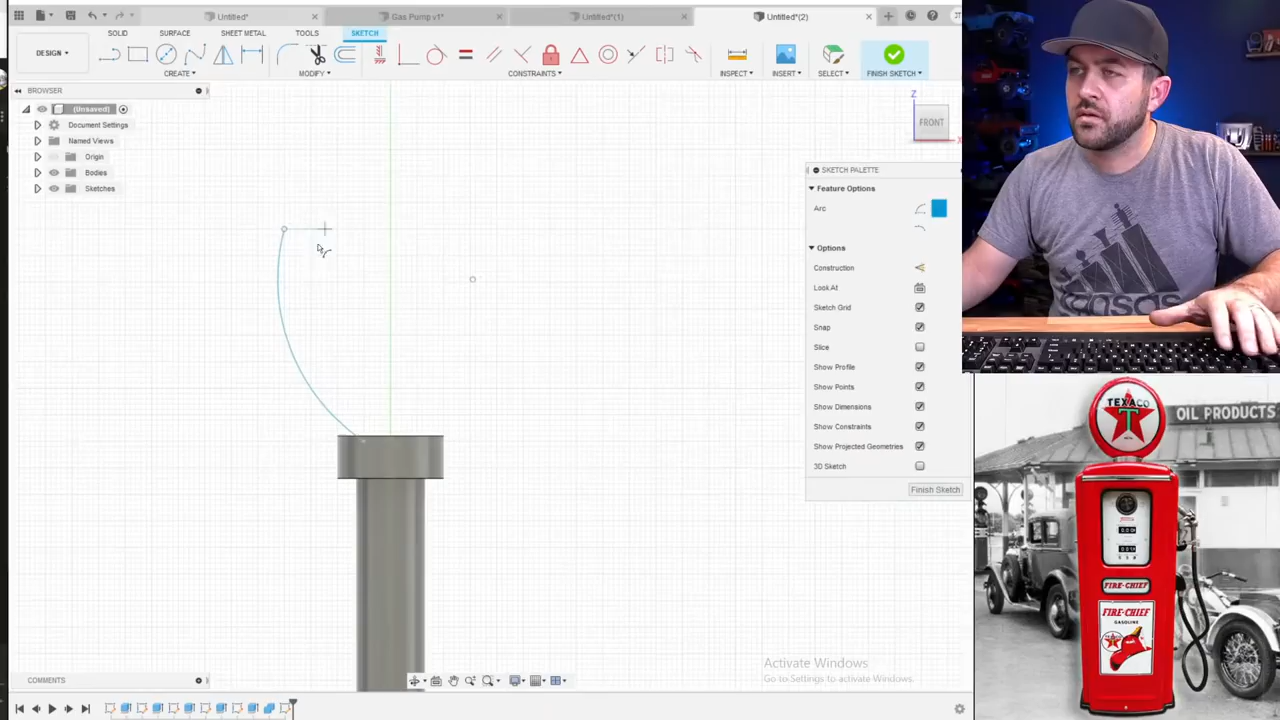 Untitled*
Gas Pump v1*
Untitled*(1)
Untitled*(2)
SOLID
SURFACE
SHEET METAL
TOOLS
SKETCH
DESIGN
CREATE
MODIFY
CONSTRAINTS
INSPECT
INSERT
SELECT
FINISH SKETCH
BROWSER
(Unsaved)
Document Settings
Named Views
Origin
Bodies
Sketches
Z
FRONT
X
SKETCH PALETTE
Feature Options
Arc
Options
Construction
Look At
Sketch Grid
Snap
Slice
Show Profile
Show Points
Show Dimensions
Show Constraints
Show Projected Geometries
3D Sketch
Finish Sketch
Activate Windows
Go to Settings to activate Windows.
COMMENTS
kansas
TEXACO
T
OIL PRODUCTS
FIRE-CHIEF
FIRE-CHIEF
GASOLINE